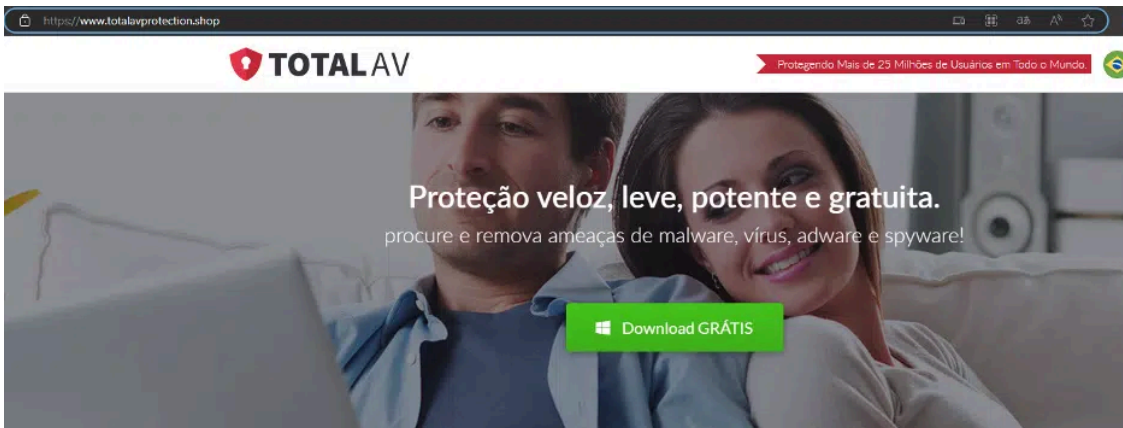 https://www.totalavprotection.shop
TOTAL AV
Protegendo Mais de 25 Milhões de Usuários em Todo o Mundo.
Proteção veloz, leve, potente e gratuita.
procure e remova ameaças de malware, vírus, adware e spyware!
Download GRÁTIS